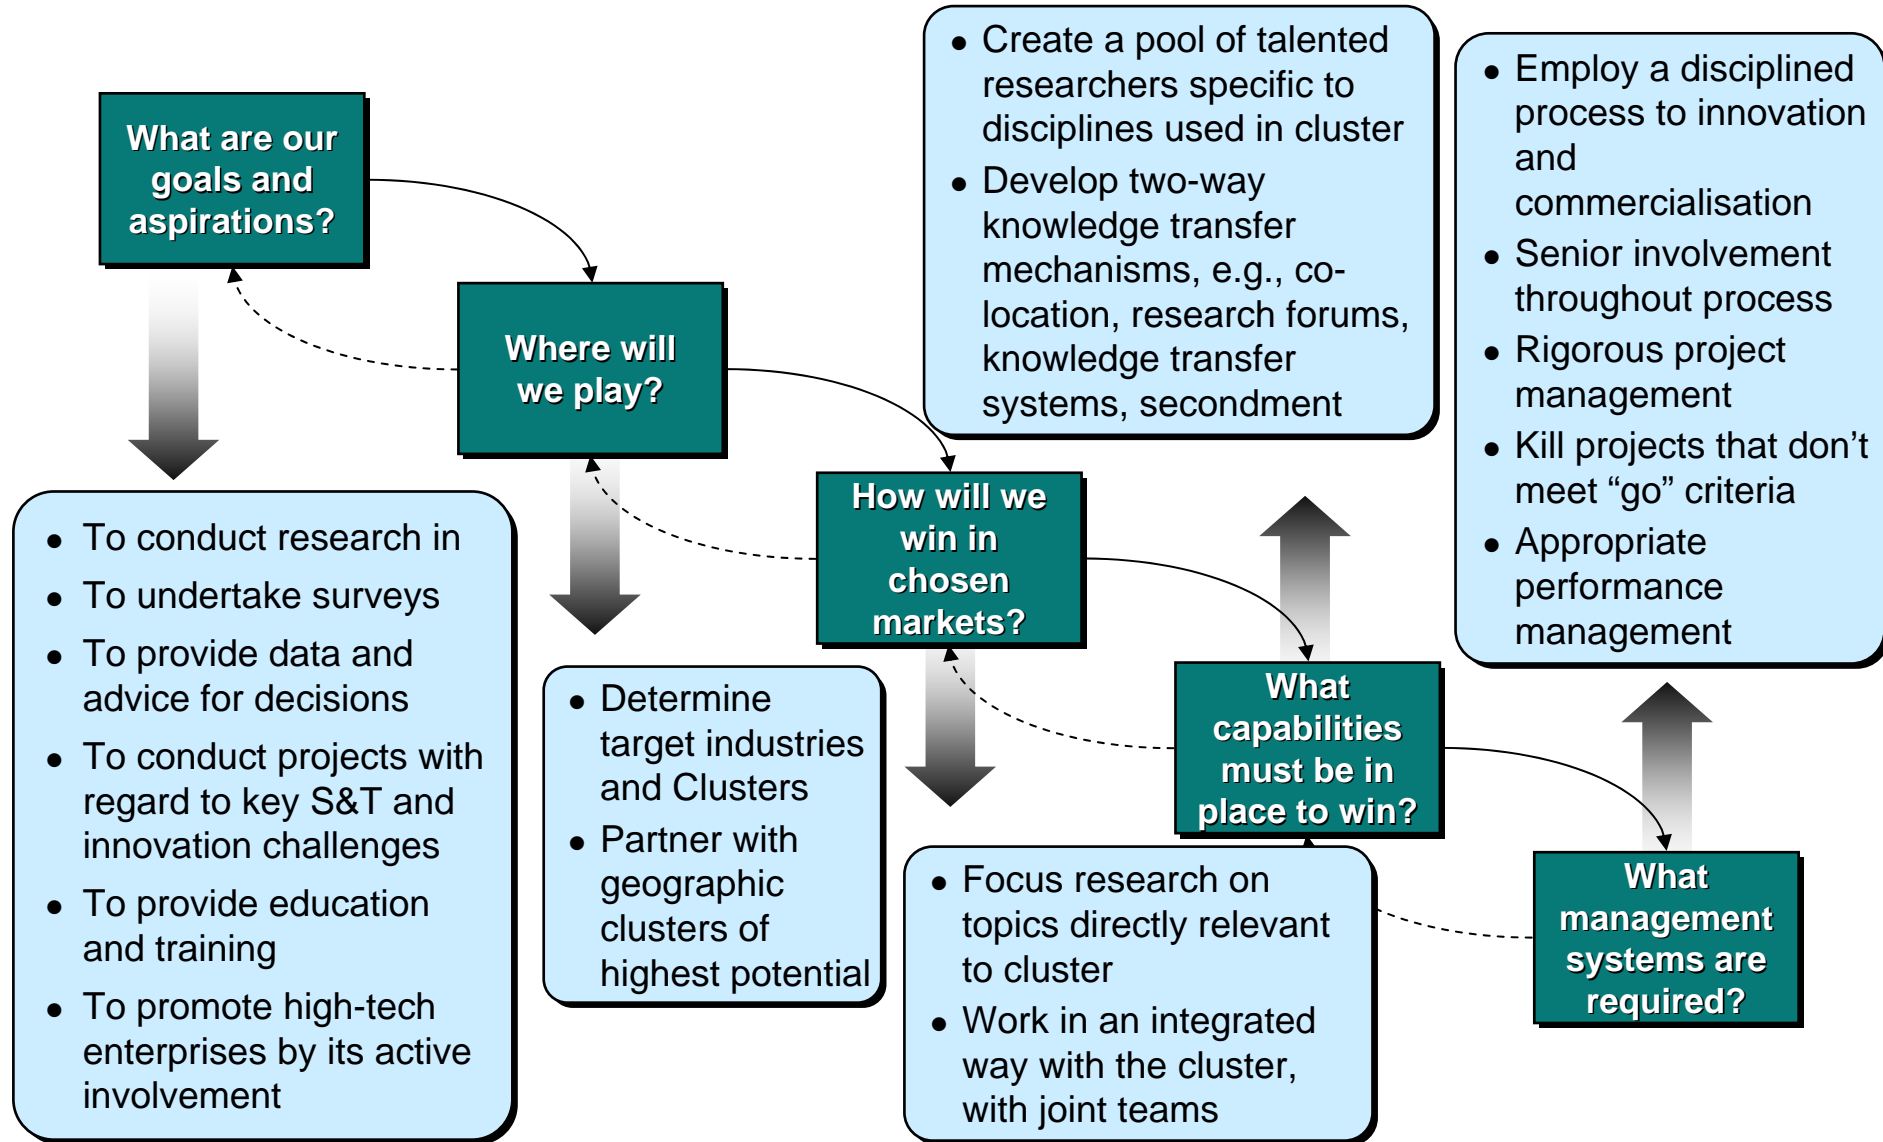 What are our
goals and
aspirations?
Where will
we play?
How will we
win in
chosen
markets?
What
capabilities
must be in
place to win?
What
management
systems are
required?
• To conduct research in
• To undertake surveys
• To provide data and
advice for decisions
• To conduct projects with
regard to key S&T and
innovation challenges
• To provide education
and training
• To promote high-tech
enterprises by its active
involvement
• Determine
target industries
and Clusters
• Partner with
geographic
clusters of
highest potential
• Focus research on
topics directly relevant
to cluster
• Work in an integrated
way with the cluster,
with joint teams
• Create a pool of talented
researchers specific to
disciplines used in cluster
• Develop two-way
knowledge transfer
mechanisms, e.g., co-
location, research forums,
knowledge transfer
systems, secondment
• Employ a disciplined
process to innovation
and
commercialisation
• Senior involvement
throughout process
• Rigorous project
management
• Kill projects that don’t
meet “go” criteria
• Appropriate
performance
management